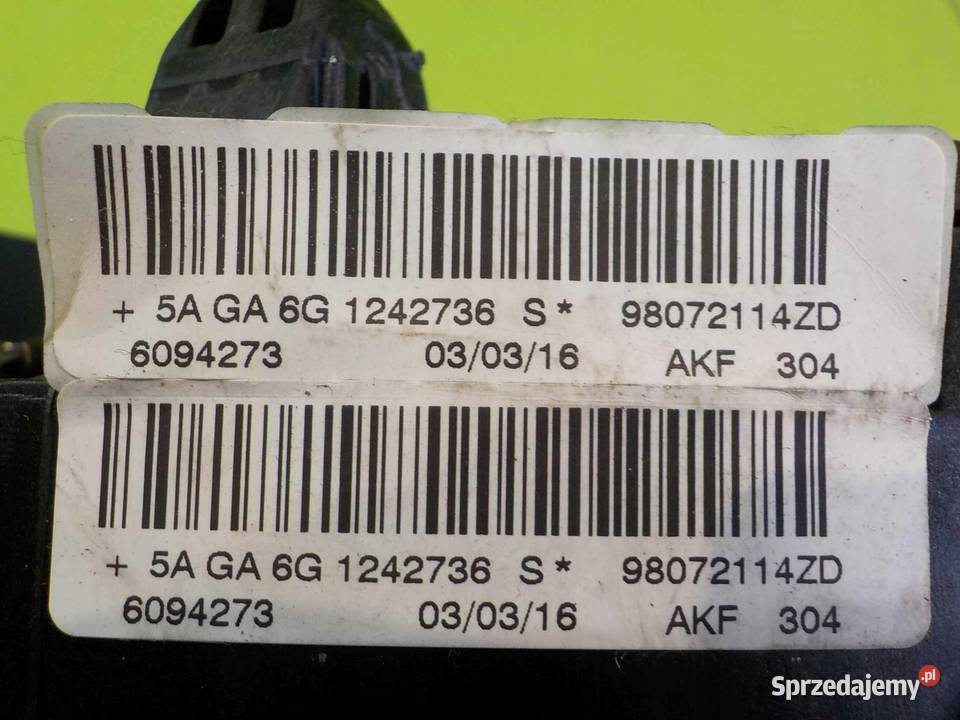 + 5A GA 6G 1242736 S* 98072114ZD
6094273 03/03/16 AKF 304
+ 5A GA 6G 1242736 S* 98072114ZD
6094273 03/03/16 AKF 304
Sprzedajemy.pl